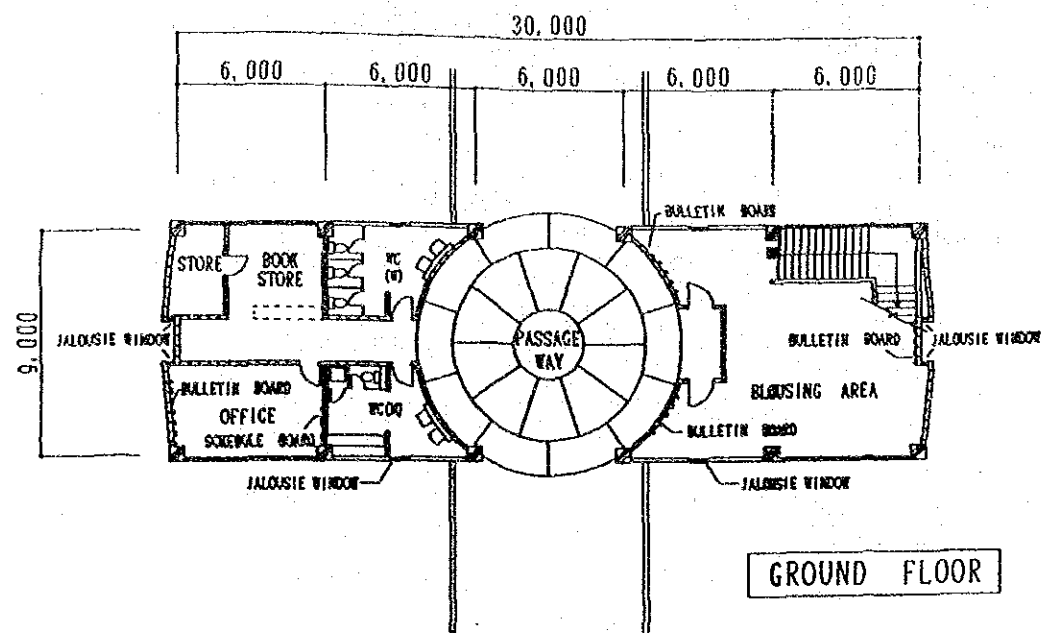 30,000
6,000 6,000 6,000 6,000 6,000
9,000
BULLETIN BOARD
STORE
BOOK
STORE
WC
(W)
PASSAGE
WAY
JALOUSIE WINDOW
BULLETIN BOARD
JALOUSIE WINDOW
BULLETIN BOARD
OFFICE
SCHEDULE BOARD
BLOUSING AREA
BULLETIN BOARD
JALOUSIE WINDOW
JALOUSIE WINDOW
GROUND FLOOR